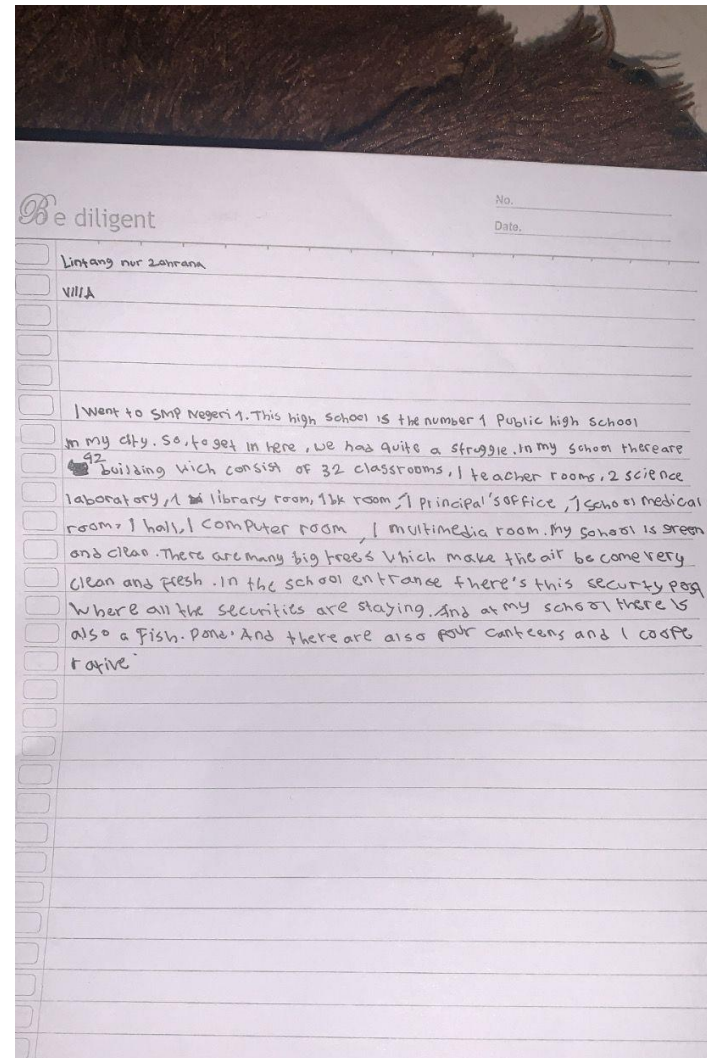 Be diligent
No.
Date.
Lintang nur Zahrana
VIII A
I Went to SMP Negeri 1. This high School is the number 1 Public high School
in my city. So, to get in here, we had quite a struggle. In my school there are
42 building wich consist of 32 classrooms, 1 teacher rooms, 2 science
laboratory, 1 library room, 1 bk room, 1 Principal's office, 1 school medical
room, 1 hall, 1 computer room, 1 multimedia room. My school is green
and clean. There are many big trees Which make the air be come very
clean and fresh. In the school entranse there's this securty post
Where all the securities are staying. And at my school there is
also a Fish. Pond. And there are also four canteens and 1 coope
rative